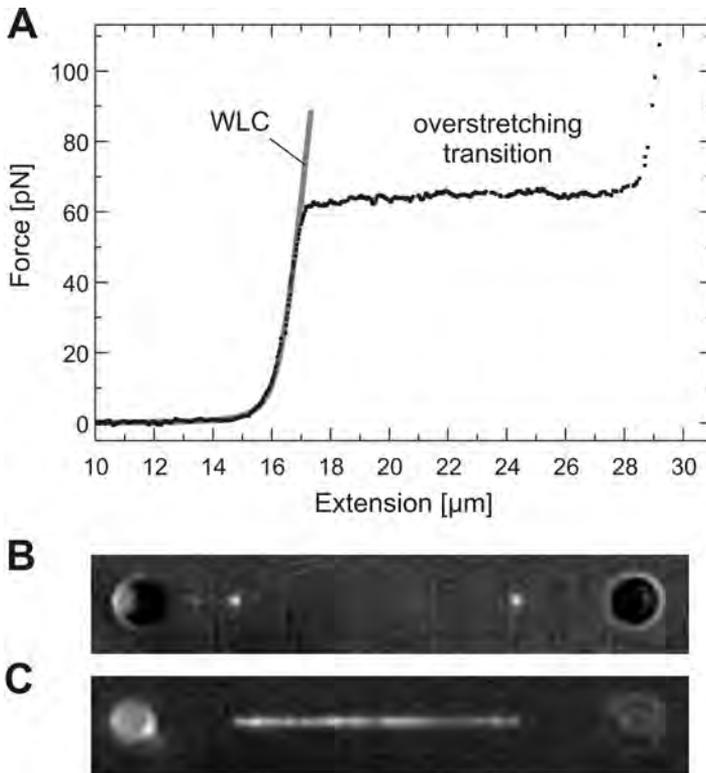 A
100
80
60
40
20
0
Force [pN]
WLC
overstretching
transition
10 12 14 16 18 20 22 24 26 28 30
Extension [µm]
B
C